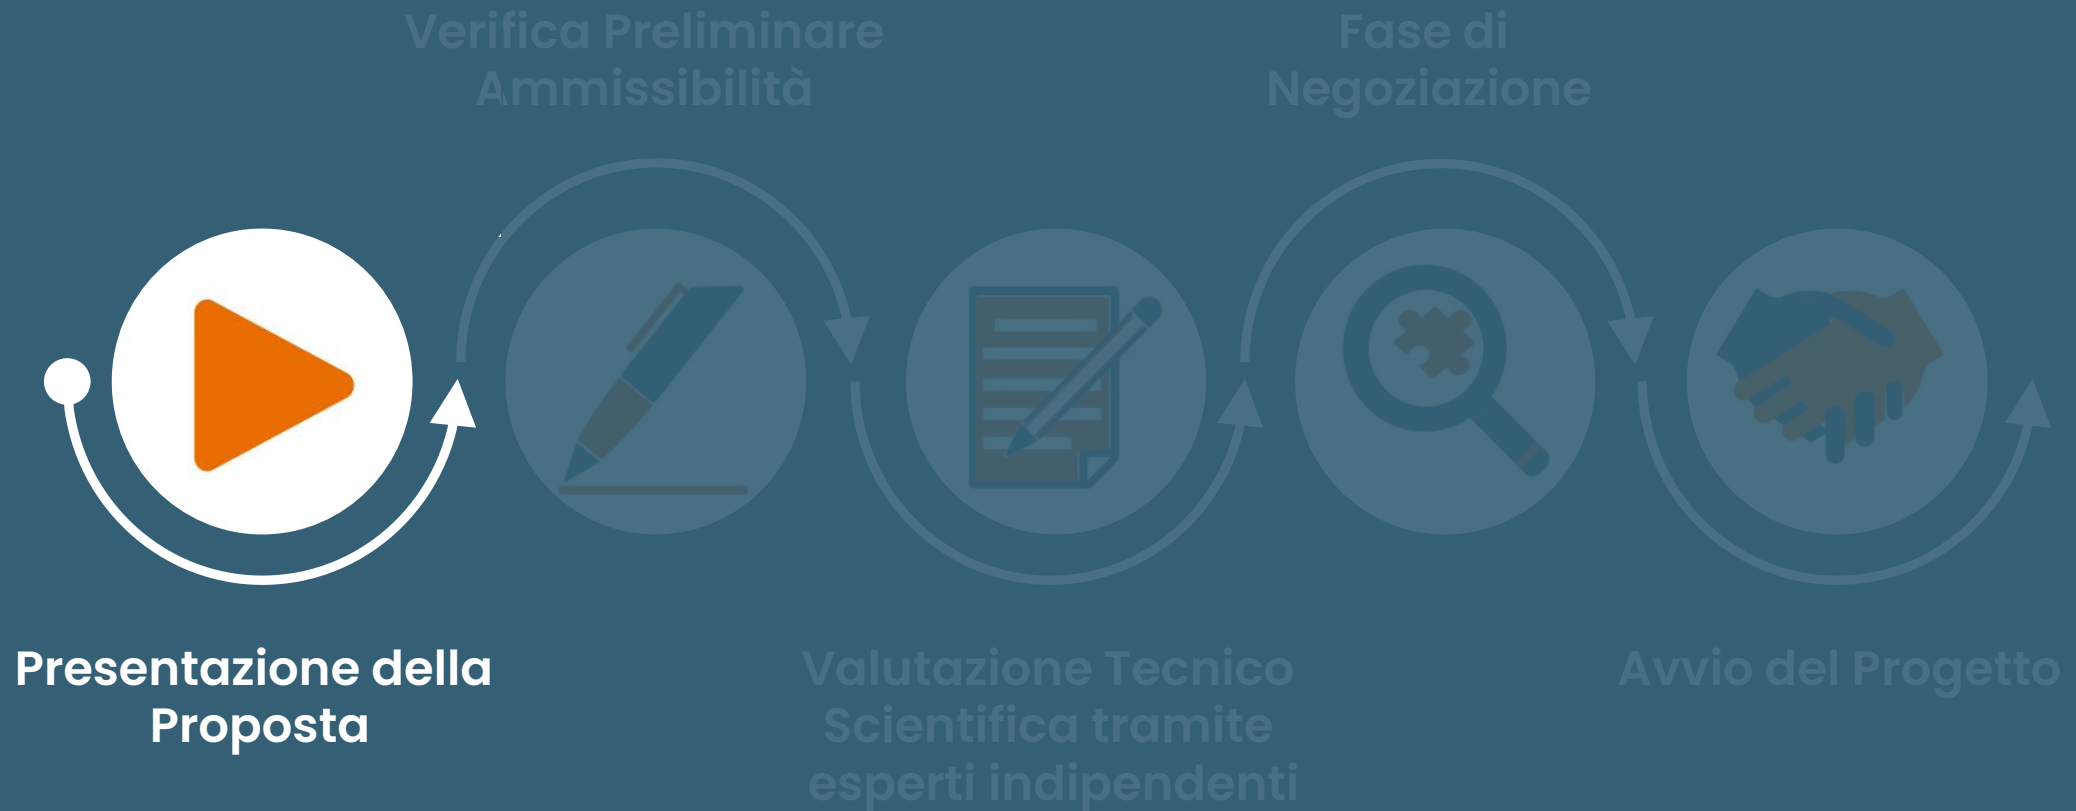 Verifica Preliminare
Ammissibilità
Fase di
Negoziazione
Presentazione della
Proposta
Valutazione Tecnico
Scientifica tramite
esperti indipendenti
Avvio del Progetto